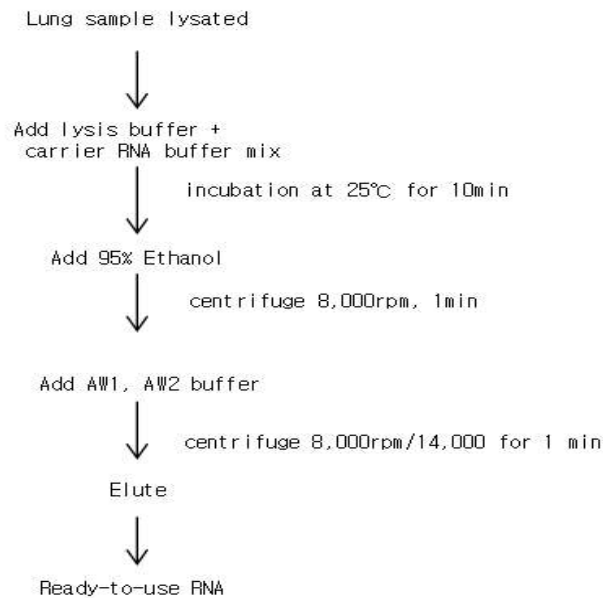 Lung sample lysated
Add lysis buffer +
carrier RNA buffer mix
incubation at 25℃ for 10min
Add 95% Ethanol
centrifuge 8,000rpm, 1min
Add AW1, AW2 buffer
centrifuge 8,000rpm/14,000 for 1 min
Elute
Ready-to-use RNA